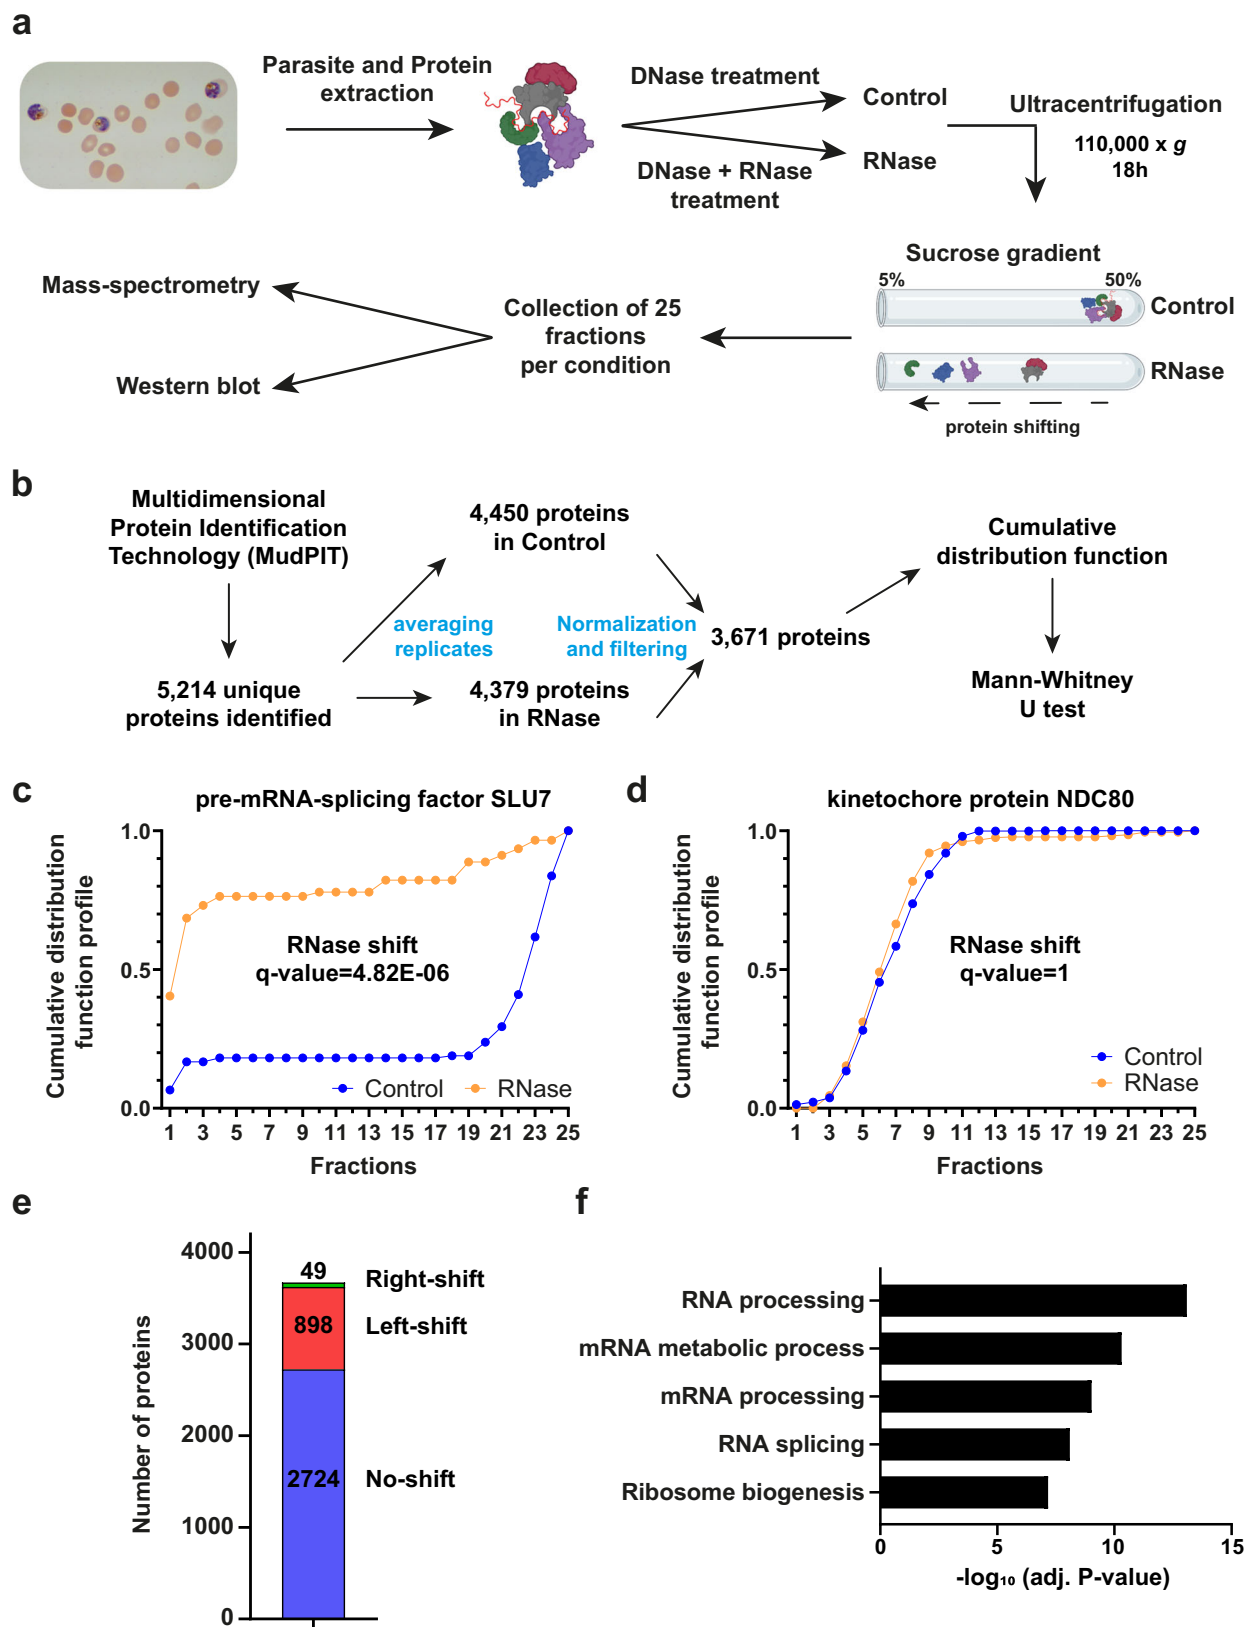 a
Parasite and Protein
extraction
DNase treatment
DNase + RNase
treatment
Control
RNase
Ultracentrifugation
110,000 x g
18h
Sucrose gradient
5%
50%
Control
RNase
protein shifting
Collection of 25
fractions
per condition
Mass-spectrometry
Western blot
b
Multidimensional
Protein Identification
Technology (MudPIT)
5,214 unique
proteins identified
averaging
replicates
4,450 proteins
in Control
4,379 proteins
in RNase
Normalization
and filtering
3,671 proteins
Cumulative
distribution function
Mann-Whitney
U test
c
pre-mRNA-splicing factor SLU7
Cumulative distribution
function profile
1.0
0.5
0.0
RNase shift
q-value=4.82E-06
Control
RNase
1 3 5 7 9 11 13 15 17 19 21 23 25
Fractions
d
kinetochore protein NDC80
Cumulative distribution
function profile
1.0
0.5
0.0
RNase shift
q-value=1
Control
RNase
1 3 5 7 9 11 13 15 17 19 21 23 25
Fractions
e
Number of proteins
4000
3000
2000
1000
0
49
Right-shift
898
Left-shift
2724
No-shift
f
RNA processing
mRNA metabolic process
mRNA processing
RNA splicing
Ribosome biogenesis
0 5 10 15
-log₁₀ (adj. P-value)